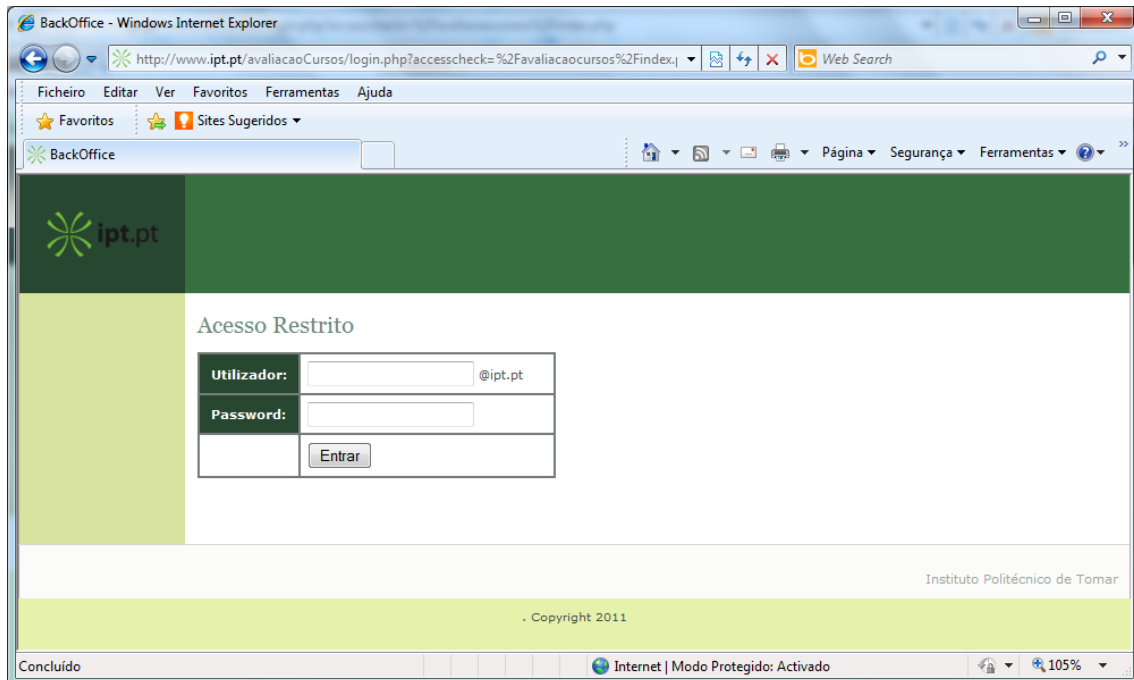 BackOffice - Windows Internet Explorer
http://www.ipt.pt/avaliacaoCursos/login.php?accesscheck=%2Favaliacaocursos%2Findex.p
Web Search
Ficheiro Editar Ver Favoritos Ferramentas Ajuda
Favoritos Sites Sugeridos
BackOffice Página Segurança Ferramentas
ipt.pt
Acesso Restrito
Utilizador: @ipt.pt
Password:
Entrar
Instituto Politécnico de Tomar
. Copyright 2011
Concluído Internet | Modo Protegido: Activado 105%